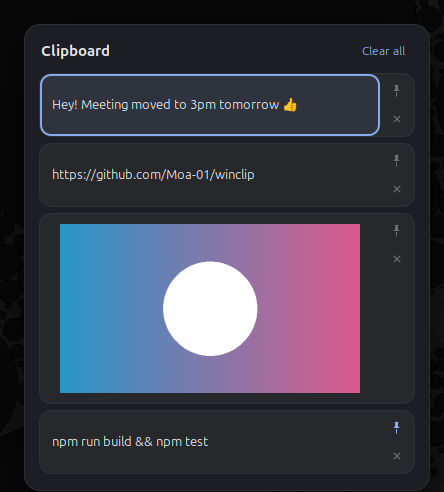 Clipboard
Clear all
Hey! Meeting moved to 3pm tomorrow 👍
https://github.com/Moa-01/winclip
npm run build && npm test